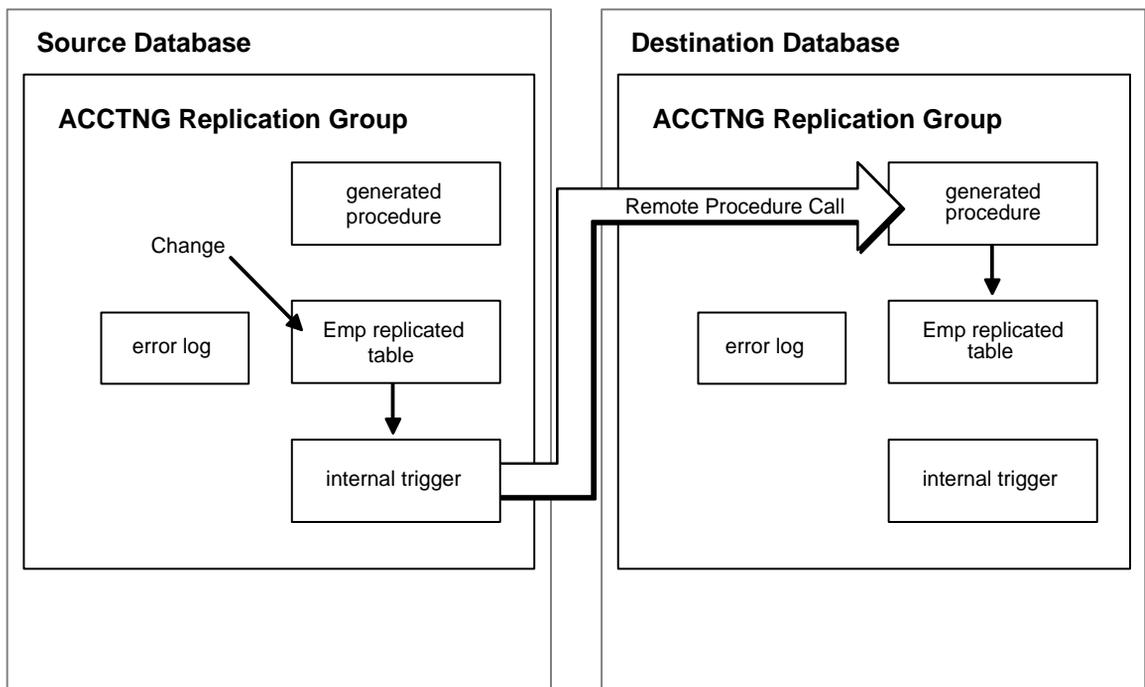 Source Database
ACCTNG Replication Group
generated
procedure
Change
Emp replicated
table
error log
internal trigger
Remote Procedure Call
Destination Database
ACCTNG Replication Group
generated
procedure
Emp replicated
table
error log
internal trigger